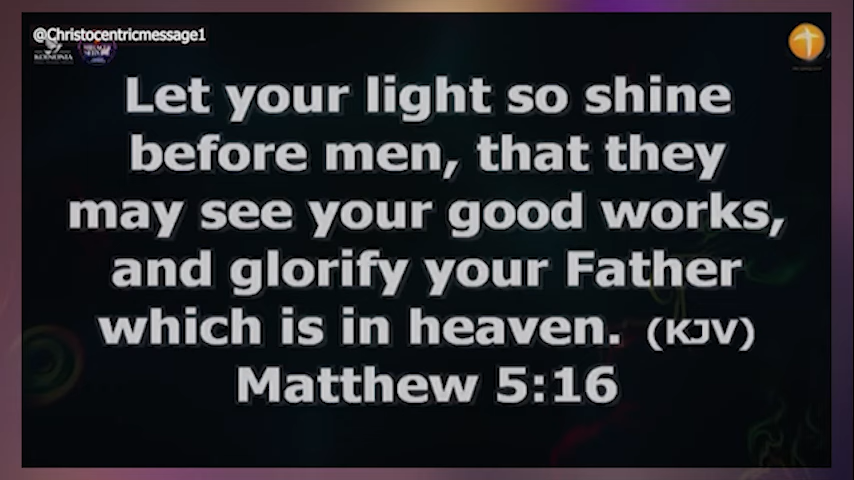 @Christocentricmessage1
KOINONIA
Let your light so shine
before men, that they
may see your good works,
and glorify your Father
which is in heaven. (KJV)
Matthew 5:16